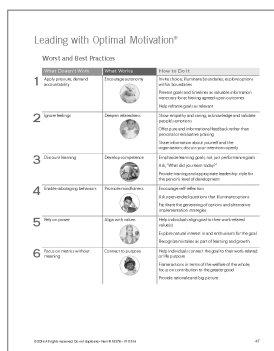 Leading with Optimal Motivation®
Worst and Best Practices
What Doesn't Work
What Works
How to Do It
1
Apply pressure, demand
accountability
Encourage autonomy
Invite choice, illuminate boundaries, explore options
within boundaries
Present goals and timelines as valuable information
necessary for achieving agreed-upon outcomes
Help reframe goals as relevant
2
Ignore feelings
Deepen relatedness
Show empathy and caring, acknowledge and validate
people's emotions
Offer pure and informational feedback rather than
personal or evaluative praising
Share information about yourself and the
organization; discuss your intentions openly
3
Discount learning
Develop competence
Emphasize learning goals, not just performance goals
Ask, "What did you learn today?"
Provide training and appropriate leadership style for
the person's level of development
4
Enable sabotaging behaviors
Promote mindfulness
Encourage self-reflection
Ask open-ended questions that illuminate options
Facilitate the generating of options and alternative
implementation strategies
5
Rely on power
Align with values
Help individuals align goals to their work-related
value(s)
Explore natural interest in and enthusiasm for the goal
Recognize mistakes as part of learning and growth
6
Focus on metrics without
meaning
Connect to purpose
Help individuals connect the goal to their work-related
or life purpose
Frame actions in terms of the welfare of the whole;
focus on contribution to the greater good
Provide rationale and big picture
47